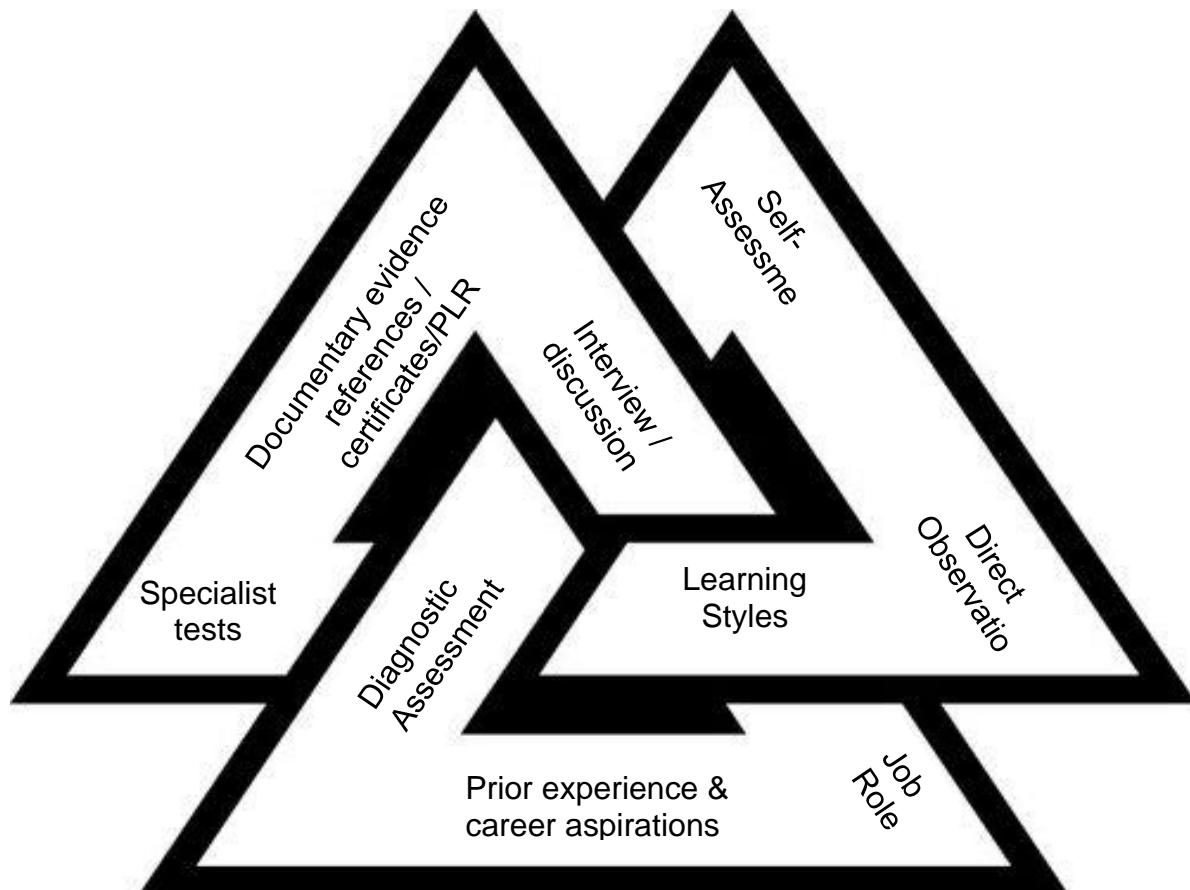 Documentary evidence
references /
certificates/PLR
Interview /
discussion
Self-
Assessme
Direct
Observatio
Learning
Styles
Specialist
tests
Diagnostic
Assessment
Prior experience &
career aspirations
Job
Role